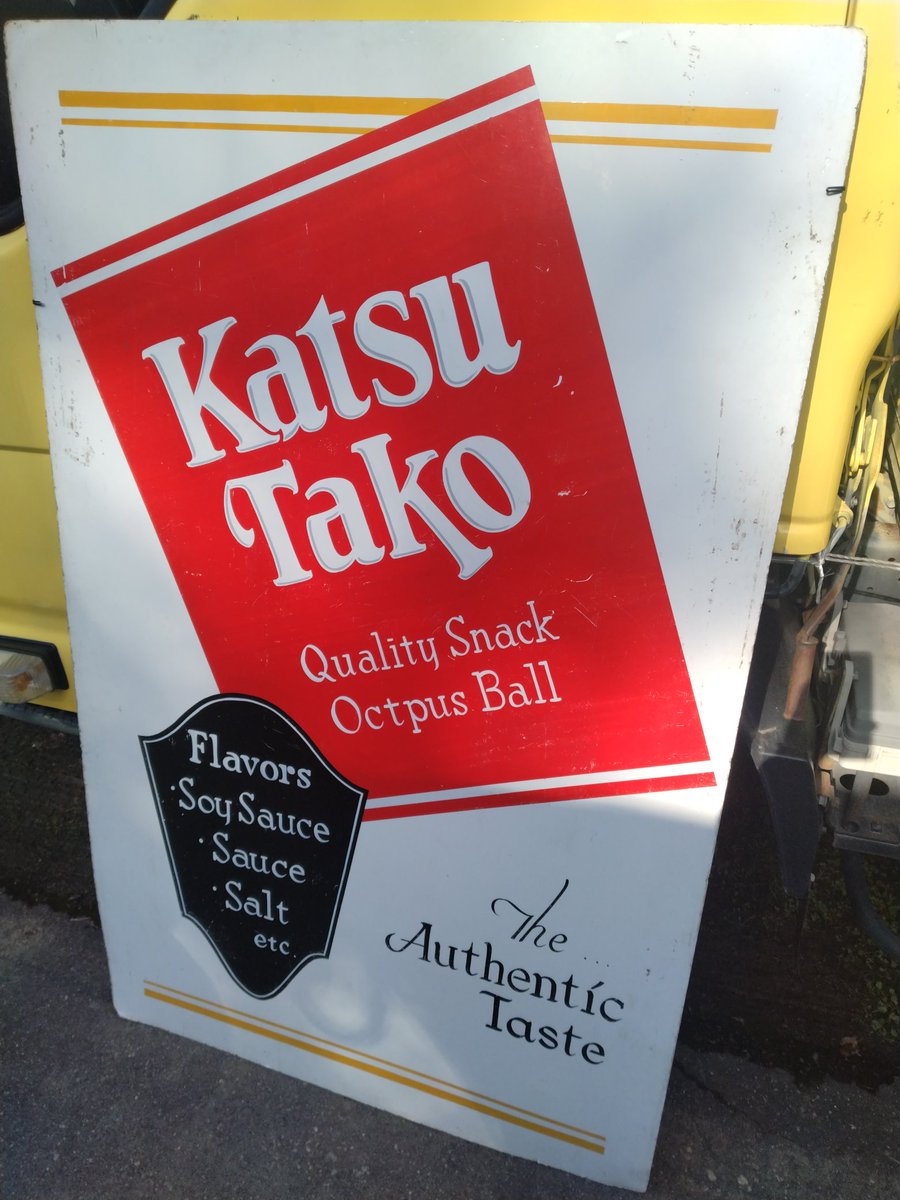 Katsu
Tako
Quality Snack
Octpus Ball
Flavors
·Soy Sauce
·Sauce
·Salt
etc
The
Authentic
Taste